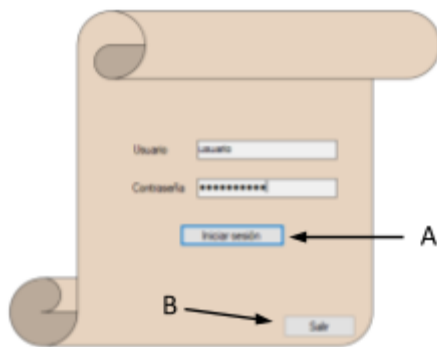 Usuario usuario
Contraseña ●●●●●●●●●●
Iniciar sesión A
B
Salir